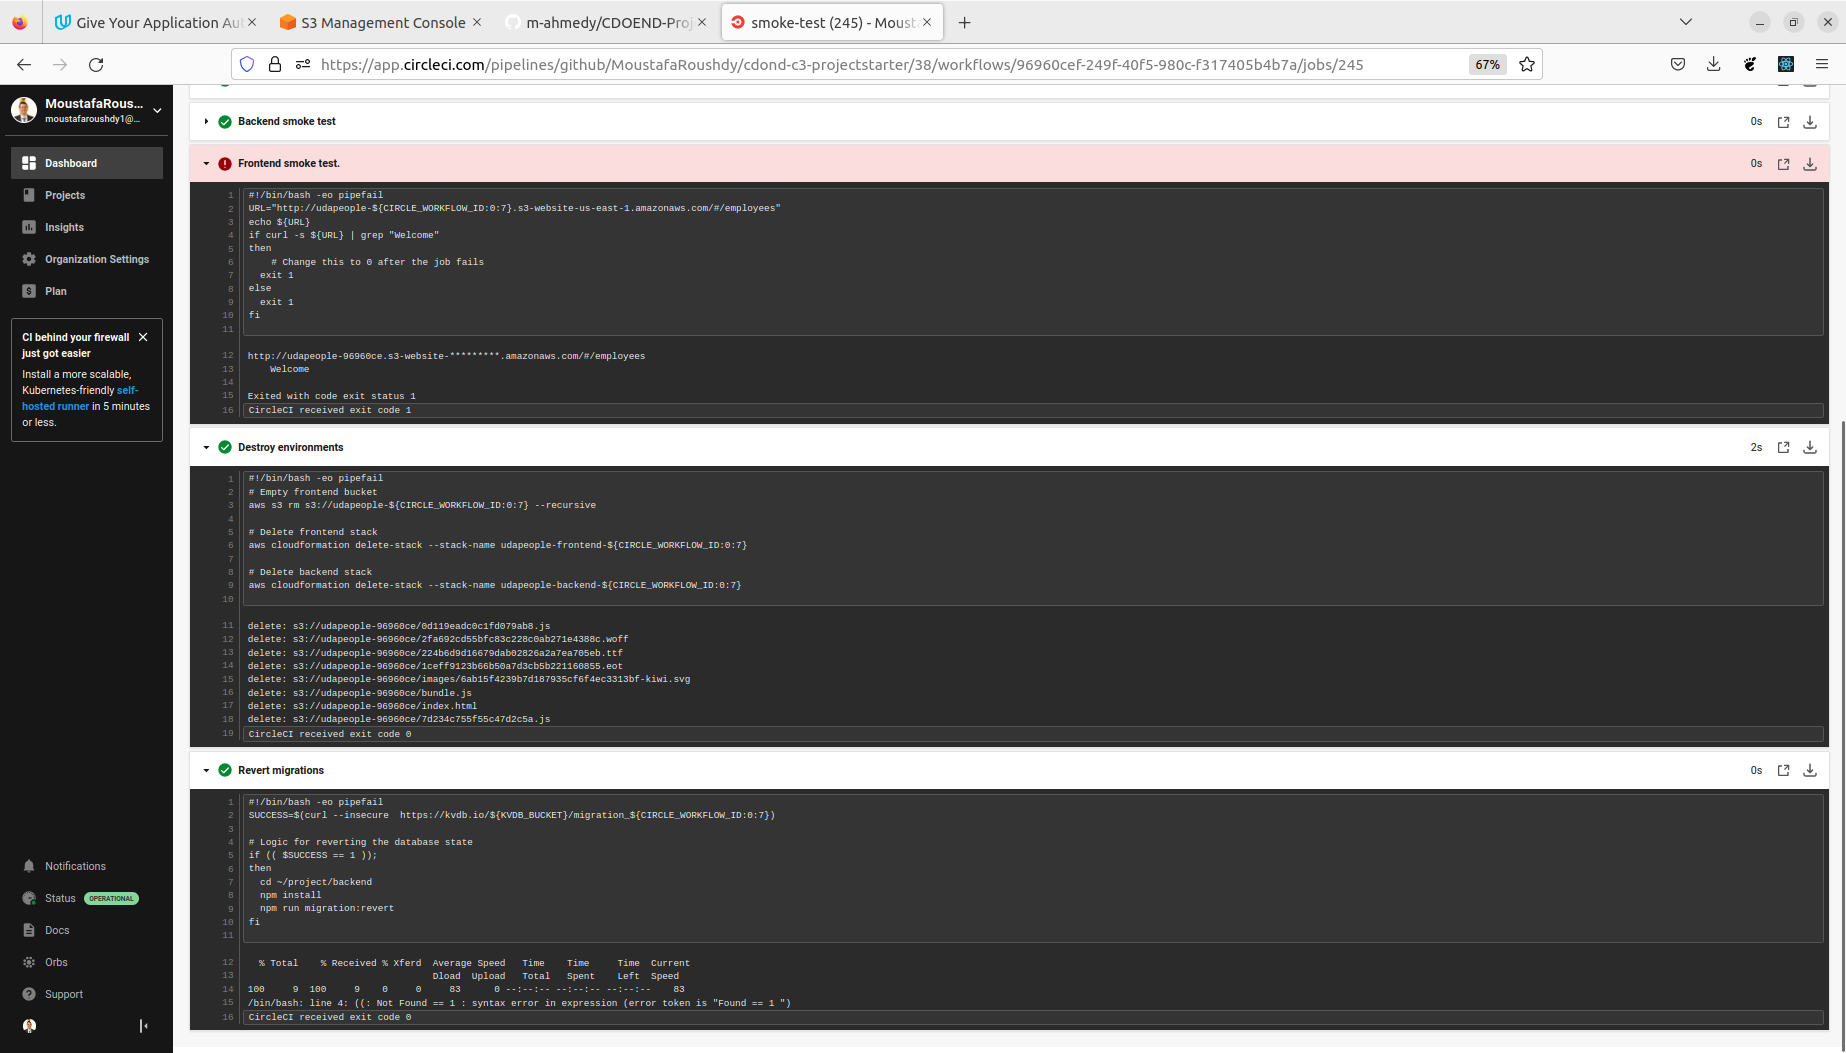 Give Your Application Au
S3 Management Console
m-ahmedy/CDOEND-Proj
smoke-test (245) - Moust
https://app.circleci.com/pipelines/github/MoustafaRoushdy/cdond-c3-projectstarter/38/workflows/96960cef-249f-40f5-980c-f317405b4b7a/jobs/245
67%
MoustafaRous...
moustafaroushdy1@...
Dashboard
Projects
Insights
Organization Settings
Plan
CI behind your firewall
just got easier
Install a more scalable,
Kubernetes-friendly self-
hosted runner in 5 minutes
or less.
Notifications
Status OPERATIONAL
Docs
Orbs
Support
Backend smoke test 0s
Frontend smoke test. 0s
1 #!/bin/bash -eo pipefail
2 URL="http://udapeople-${CIRCLE_WORKFLOW_ID:0:7}.s3-website-us-east-1.amazonaws.com/#/employees"
3 echo ${URL}
4 if curl -s ${URL} | grep "Welcome"
5 then
6 # Change this to 0 after the job fails
7 exit 1
8 else
9 exit 1
10 fi
11
12 http://udapeople-96960ce.s3-website-*********.amazonaws.com/#/employees
13 Welcome
14
15 Exited with code exit status 1
16 CircleCI received exit code 1
Destroy environments 2s
1 #!/bin/bash -eo pipefail
2 # Empty frontend bucket
3 aws s3 rm s3://udapeople-${CIRCLE_WORKFLOW_ID:0:7} --recursive
4
5 # Delete frontend stack
6 aws cloudformation delete-stack --stack-name udapeople-frontend-${CIRCLE_WORKFLOW_ID:0:7}
7
8 # Delete backend stack
9 aws cloudformation delete-stack --stack-name udapeople-backend-${CIRCLE_WORKFLOW_ID:0:7}
10
11 delete: s3://udapeople-96960ce/0d119eadc0c1fd079ab8.js
12 delete: s3://udapeople-96960ce/2fa692cd55bfc83c228c0ab271e4388c.woff
13 delete: s3://udapeople-96960ce/224b6d9d16679dab02826a2a7ea705eb.ttf
14 delete: s3://udapeople-96960ce/1ceff9123b66b50a7d3cb5b221160855.eot
15 delete: s3://udapeople-96960ce/images/6ab15f4239b7d187935cf6f4ec3313bf-kiwi.svg
16 delete: s3://udapeople-96960ce/bundle.js
17 delete: s3://udapeople-96960ce/index.html
18 delete: s3://udapeople-96960ce/7d234c755f55c47d2c5a.js
19 CircleCI received exit code 0
Revert migrations 0s
1 #!/bin/bash -eo pipefail
2 SUCCESS=$(curl --insecure  https://kvdb.io/${KVDB_BUCKET}/migration_${CIRCLE_WORKFLOW_ID:0:7})
3
4 # Logic for reverting the database state
5 if (( $SUCCESS == 1 ));
6 then
7 cd ~/project/backend
8 npm install
9 npm run migration:revert
10 fi
11
12 % Total % Received % Xferd Average Speed Time Time Time Current
13 Dload Upload Total Spent Left Speed
14 100 9 100 9 0 0 83 0 --:--:-- --:--:-- --:--:-- 83
15 /bin/bash: line 4: ((: Not Found == 1 : syntax error in expression (error token is "Found == 1 ")
16 CircleCI received exit code 0